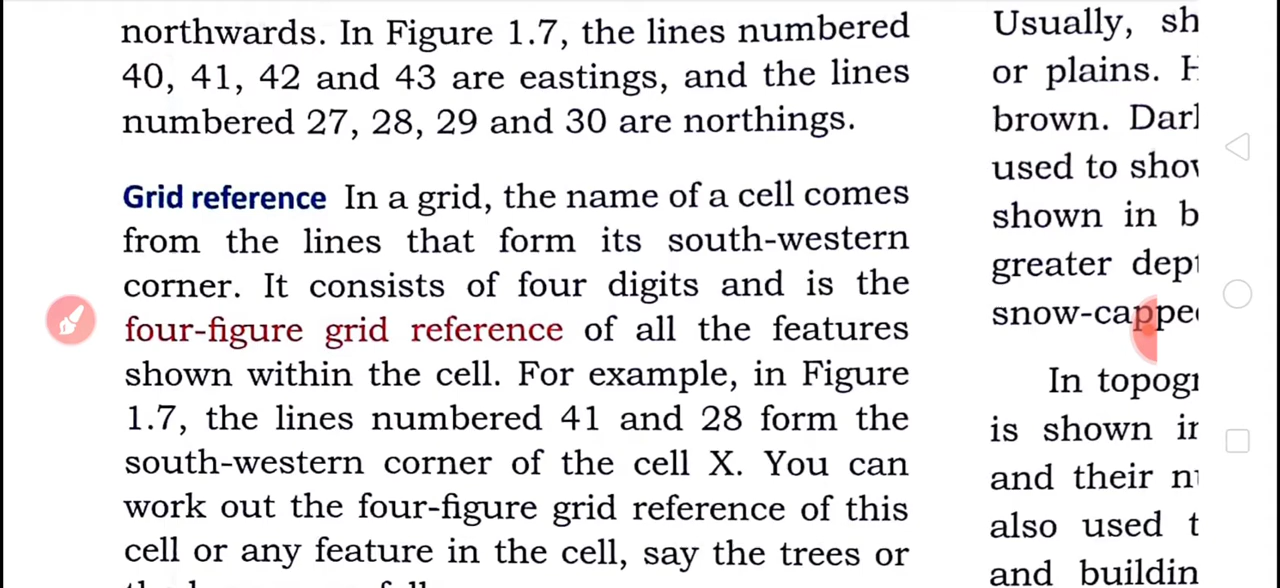 northwards. In Figure 1.7, the lines numbered
40, 41, 42 and 43 are eastings, and the lines
numbered 27, 28, 29 and 30 are northings.
Grid reference In a grid, the name of a cell comes
from the lines that form its south-western
corner. It consists of four digits and is the
four-figure grid reference of all the features
shown within the cell. For example, in Figure
1.7, the lines numbered 41 and 28 form the
south-western corner of the cell X. You can
work out the four-figure grid reference of this
cell or any feature in the cell, say the trees or
Usually,
or plains.
brown.
used to
shown in
greater
In
is shown
and their
also used
and